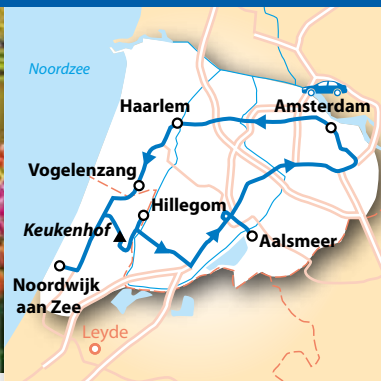 Noordzee
Haarlem
Amsterdam
Vogelenzang
Hillegom
Keukenhof
Aalsmeer
Noordwijk
aan Zee
Leyde